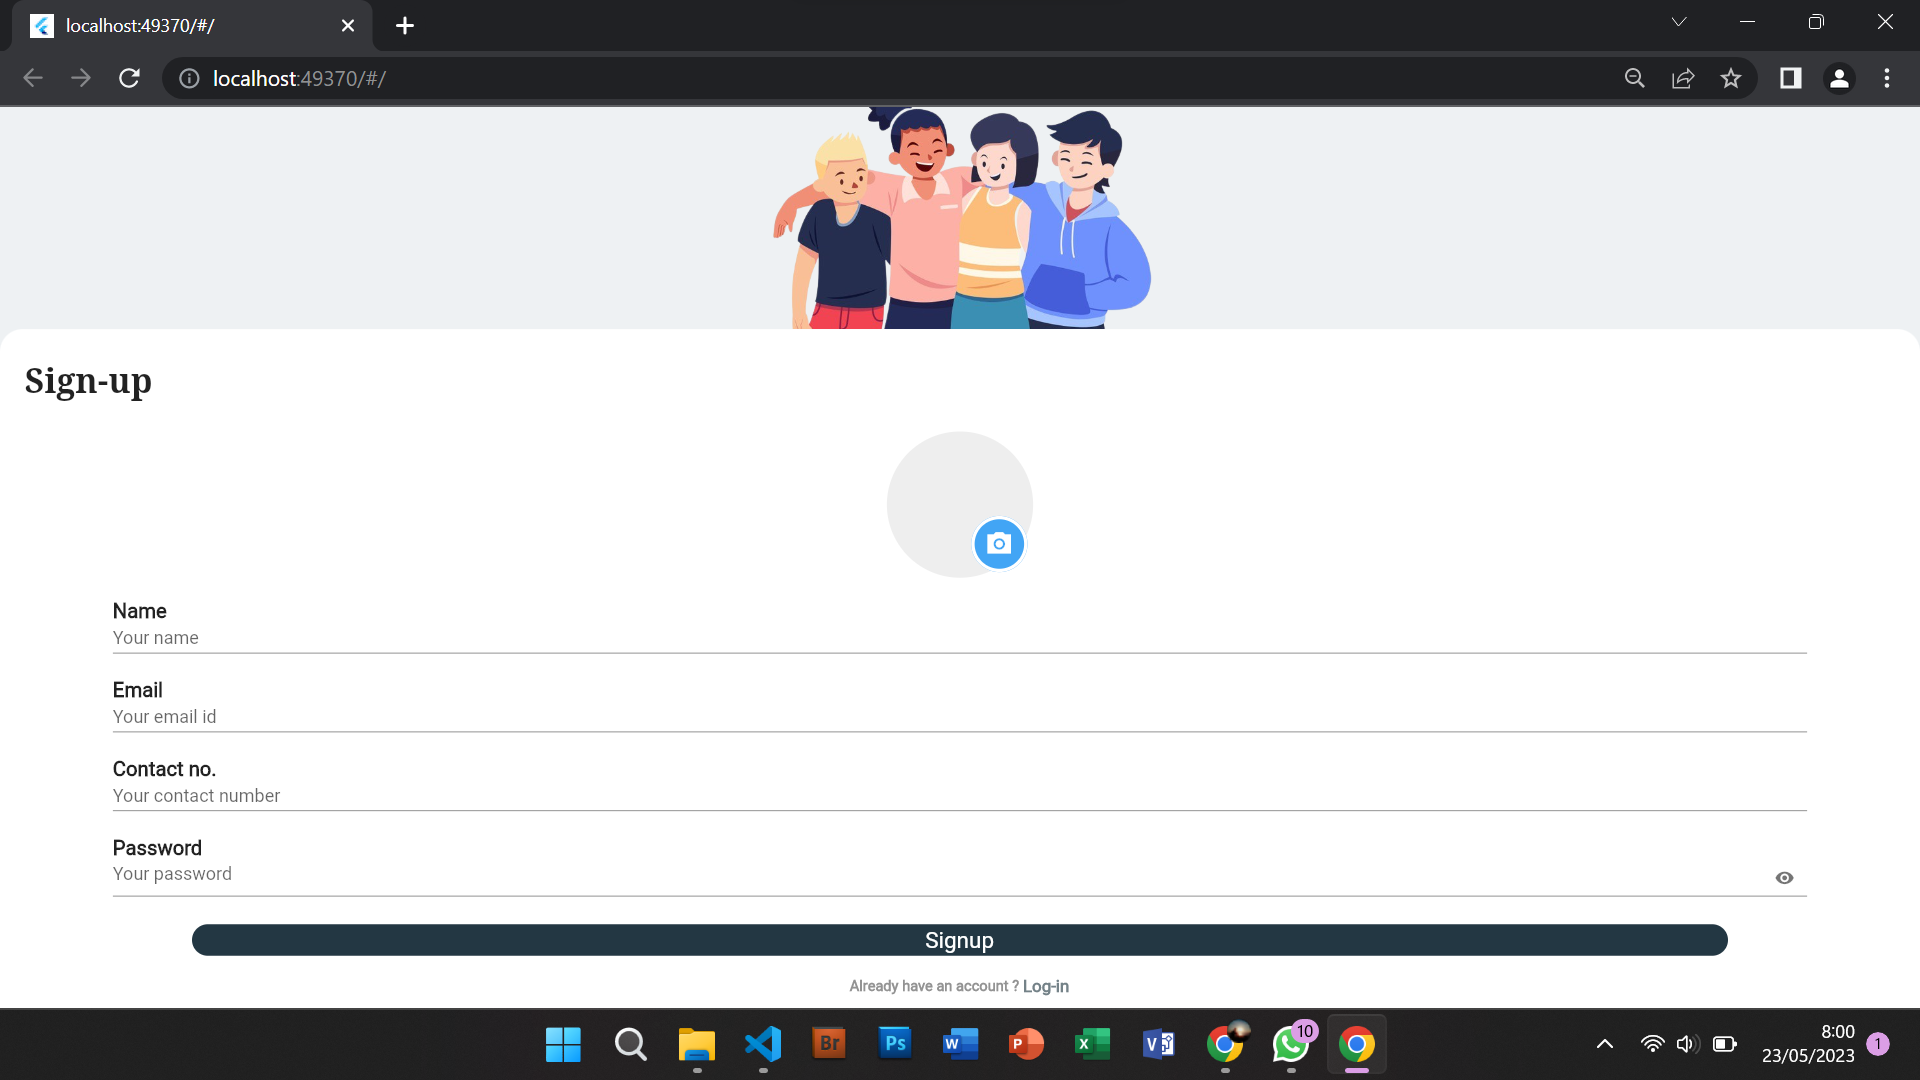 localhost:49370/#/
localhost:49370/#/
Sign-up
Name
Your name
Email
Your email id
Contact no.
Your contact number
Password
Your password
Signup
Already have an account ? Log-in
Br
Ps
W
P
X
V
10
8:00
23/05/2023
1